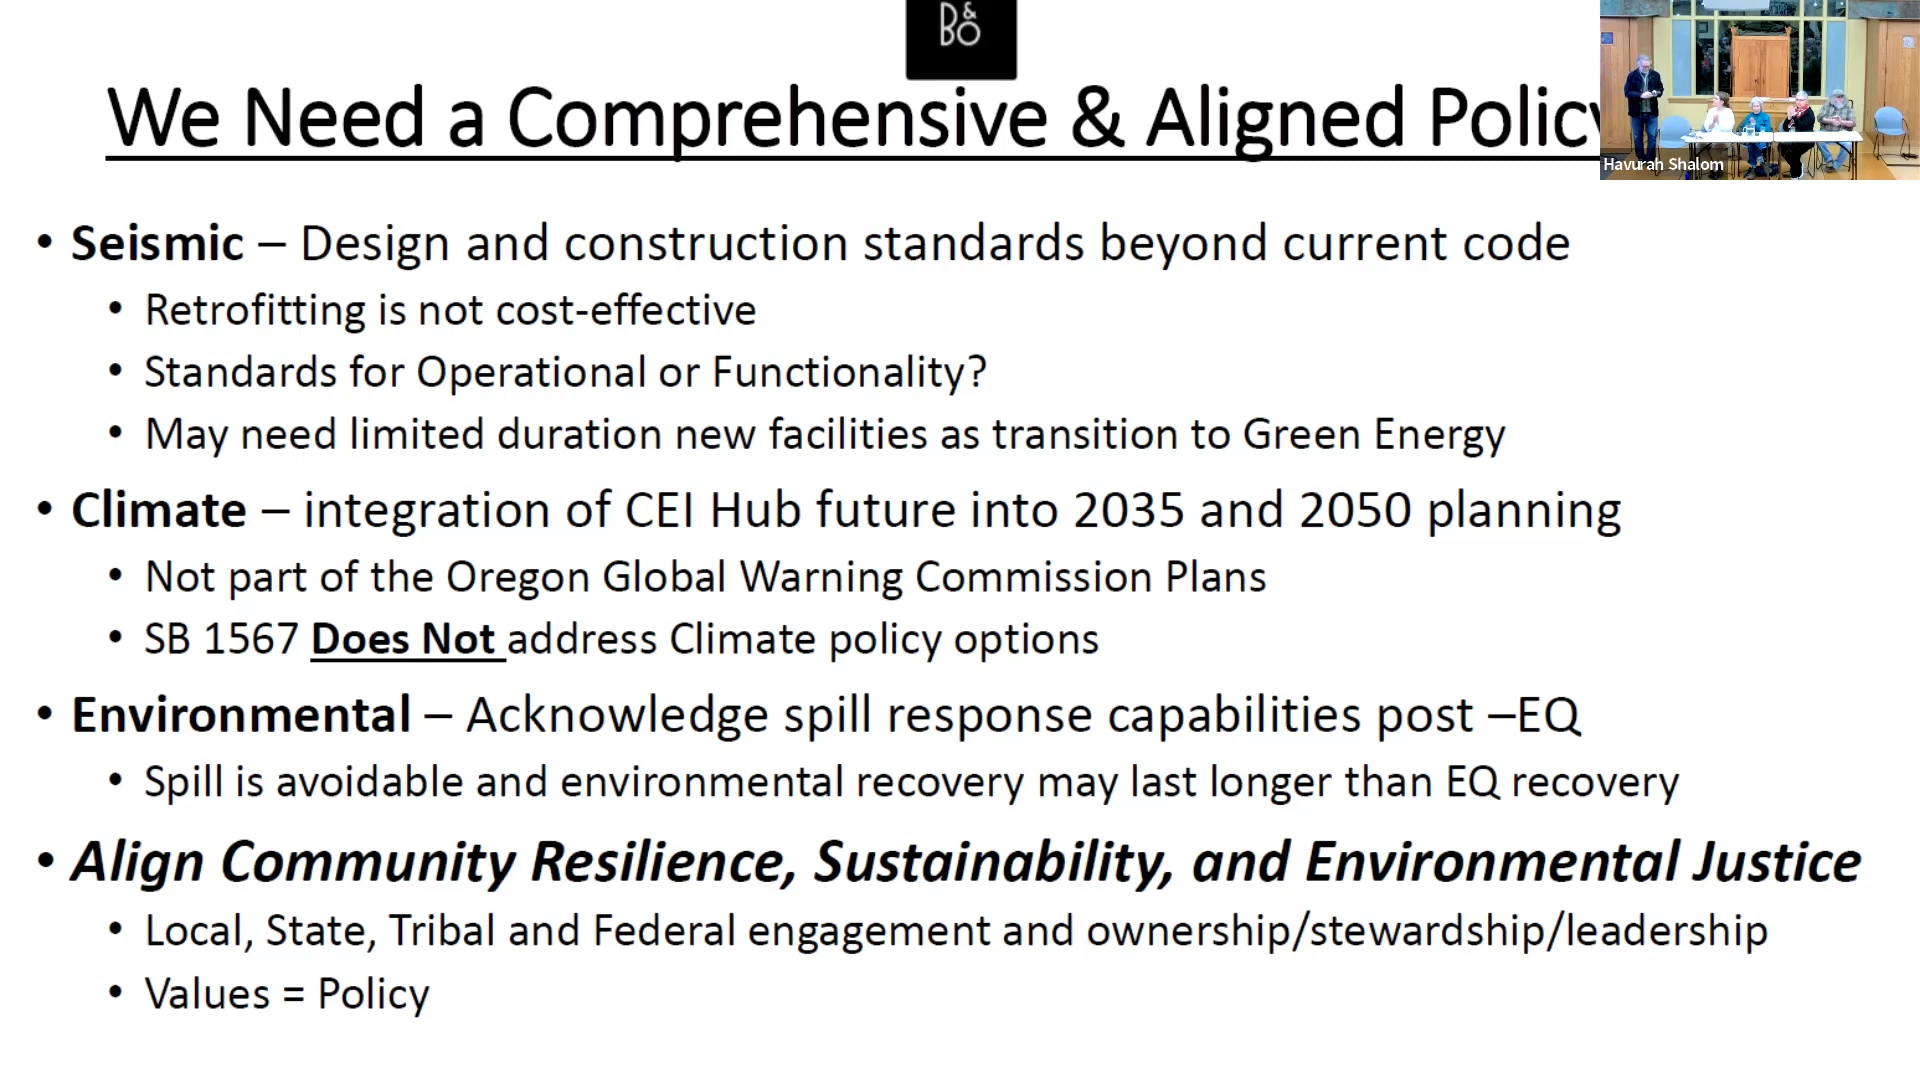 B&O
We Need a Comprehensive & Aligned Policy
Havurah Shalom
• Seismic – Design and construction standards beyond current code
• Retrofitting is not cost-effective
• Standards for Operational or Functionality?
• May need limited duration new facilities as transition to Green Energy
• Climate – integration of CEI Hub future into 2035 and 2050 planning
• Not part of the Oregon Global Warning Commission Plans
• SB 1567 Does Not address Climate policy options
• Environmental – Acknowledge spill response capabilities post –EQ
• Spill is avoidable and environmental recovery may last longer than EQ recovery
• Align Community Resilience, Sustainability, and Environmental Justice
• Local, State, Tribal and Federal engagement and ownership/stewardship/leadership
• Values = Policy